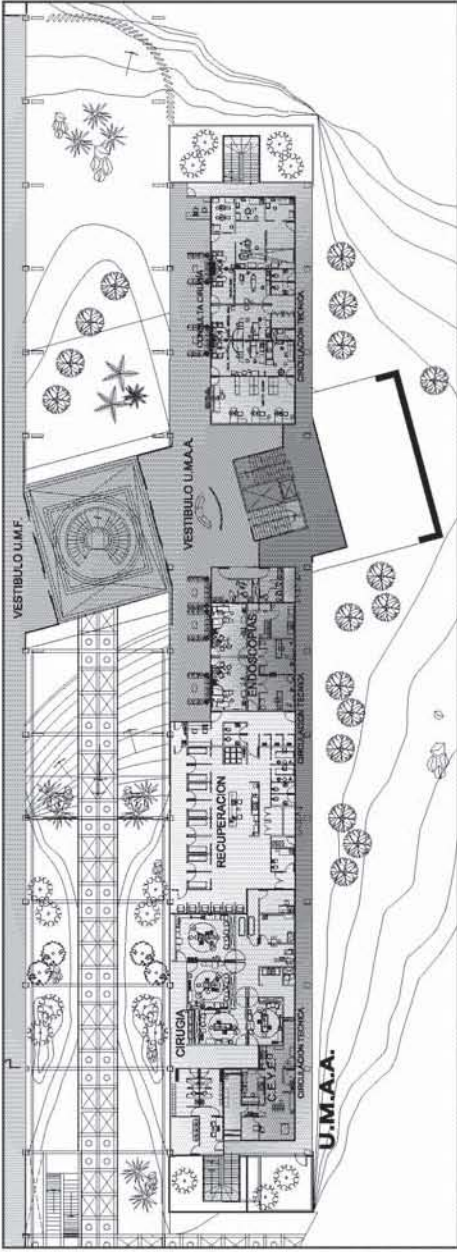 VESTIBULO U.M.F.
VESTIBULO U.M.A.A.
CONSULTA CIRUGIA
CIRCULACION TECNICA
ENDOSCOPIAS
CIRCULACION TECNICA
RECUPERACION
CIRUGIA
C.E.Y.E.
CIRCULACION TECNICA
U.M.A.A.